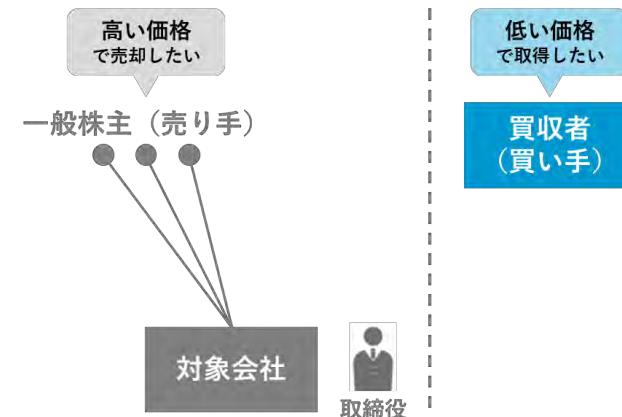 高い価格
で売却したい
一般株主（売り手）
対象会社
取締役
低い価格
で取得したい
買収者
（買い手）